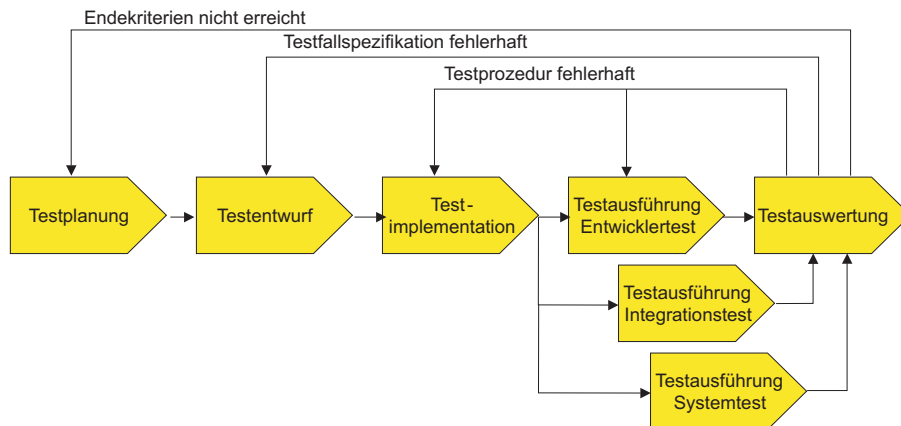 Endekriterien nicht erreicht
Testfallspezifikation fehlerhaft
Testprozedur fehlerhaft
Testplanung
Testentwurf
Test-
implementation
Testausführung
Entwicklertest
Testauswertung
Testausführung
Integrationstest
Testausführung
Systemtest